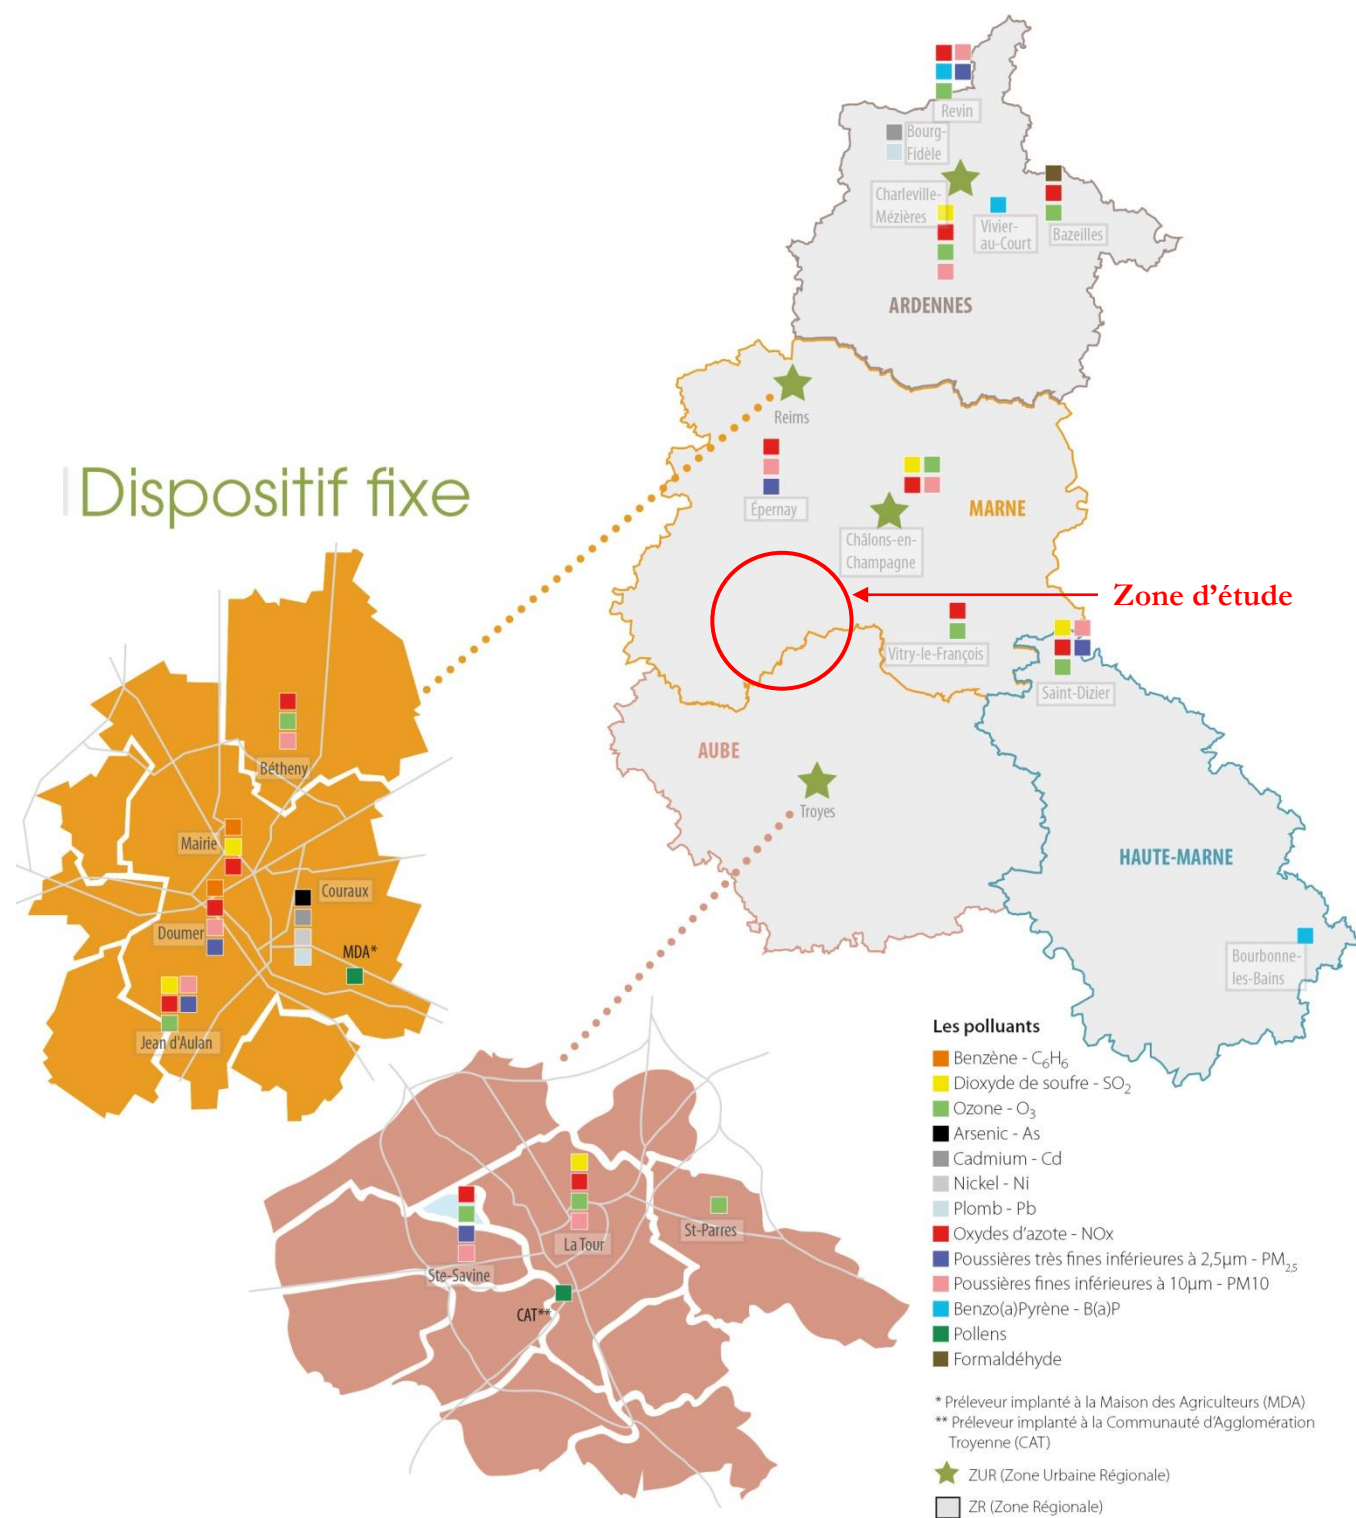 Revin
Bourg-
Fidèle
Charleville-
Mézières
Vivier-
au-Court
Bazeilles
ARDENNES
Reims
Dispositif fixe
Épernay
MARNE
Châlons-en-
Champagne
Zone d'étude
Vitry-le-François
Saint-Dizier
AUBE
Troyes
HAUTE-MARNE
Bourbonne-
les-Bains
Bétheny
Mairie
Couraux
Doumer
MDA*
Jean d'Aulan
La Tour
St-Parres
Ste-Savine
CAT**
Les polluants
Benzène - C₆H₆
Dioxyde de soufre - SO₂
Ozone - O₃
Arsenic - As
Cadmium - Cd
Nickel - Ni
Plomb - Pb
Oxydes d'azote - NOx
Poussières très fines inférieures à 2,5µm - PM₂,₅
Poussières fines inférieures à 10µm - PM10
Benzo(a)Pyrène - B(a)P
Pollens
Formaldéhyde
* Préleveur implanté à la Maison des Agriculteurs (MDA)
** Préleveur implanté à la Communauté d'Agglomération
Troyenne (CAT)
ZUR (Zone Urbaine Régionale)
ZR (Zone Régionale)